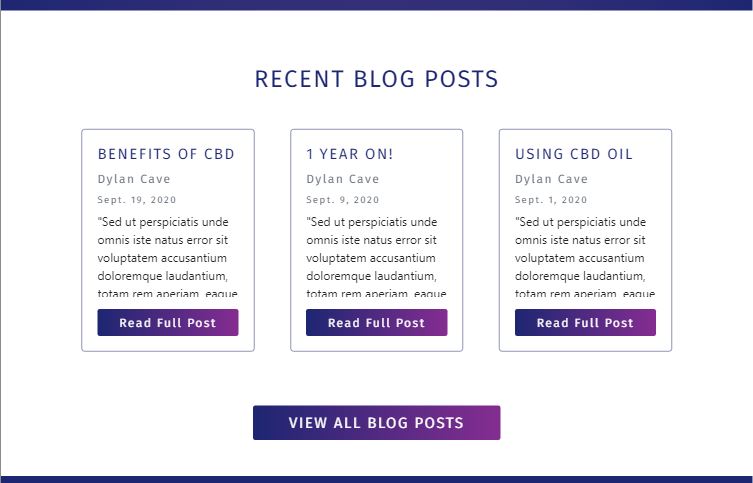 RECENT BLOG POSTS
BENEFITS OF CBD
Dylan Cave
Sept. 19, 2020
"Sed ut perspiciatis unde
omnis iste natus error sit
voluptatem accusantium
doloremque laudantium,
totam rem aperiam, eaque
Read Full Post
1 YEAR ON!
Dylan Cave
Sept. 9, 2020
"Sed ut perspiciatis unde
omnis iste natus error sit
voluptatem accusantium
doloremque laudantium,
totam rem aperiam, eaque
Read Full Post
USING CBD OIL
Dylan Cave
Sept. 1, 2020
"Sed ut perspiciatis unde
omnis iste natus error sit
voluptatem accusantium
doloremque laudantium,
totam rem aperiam, eaque
Read Full Post
VIEW ALL BLOG POSTS